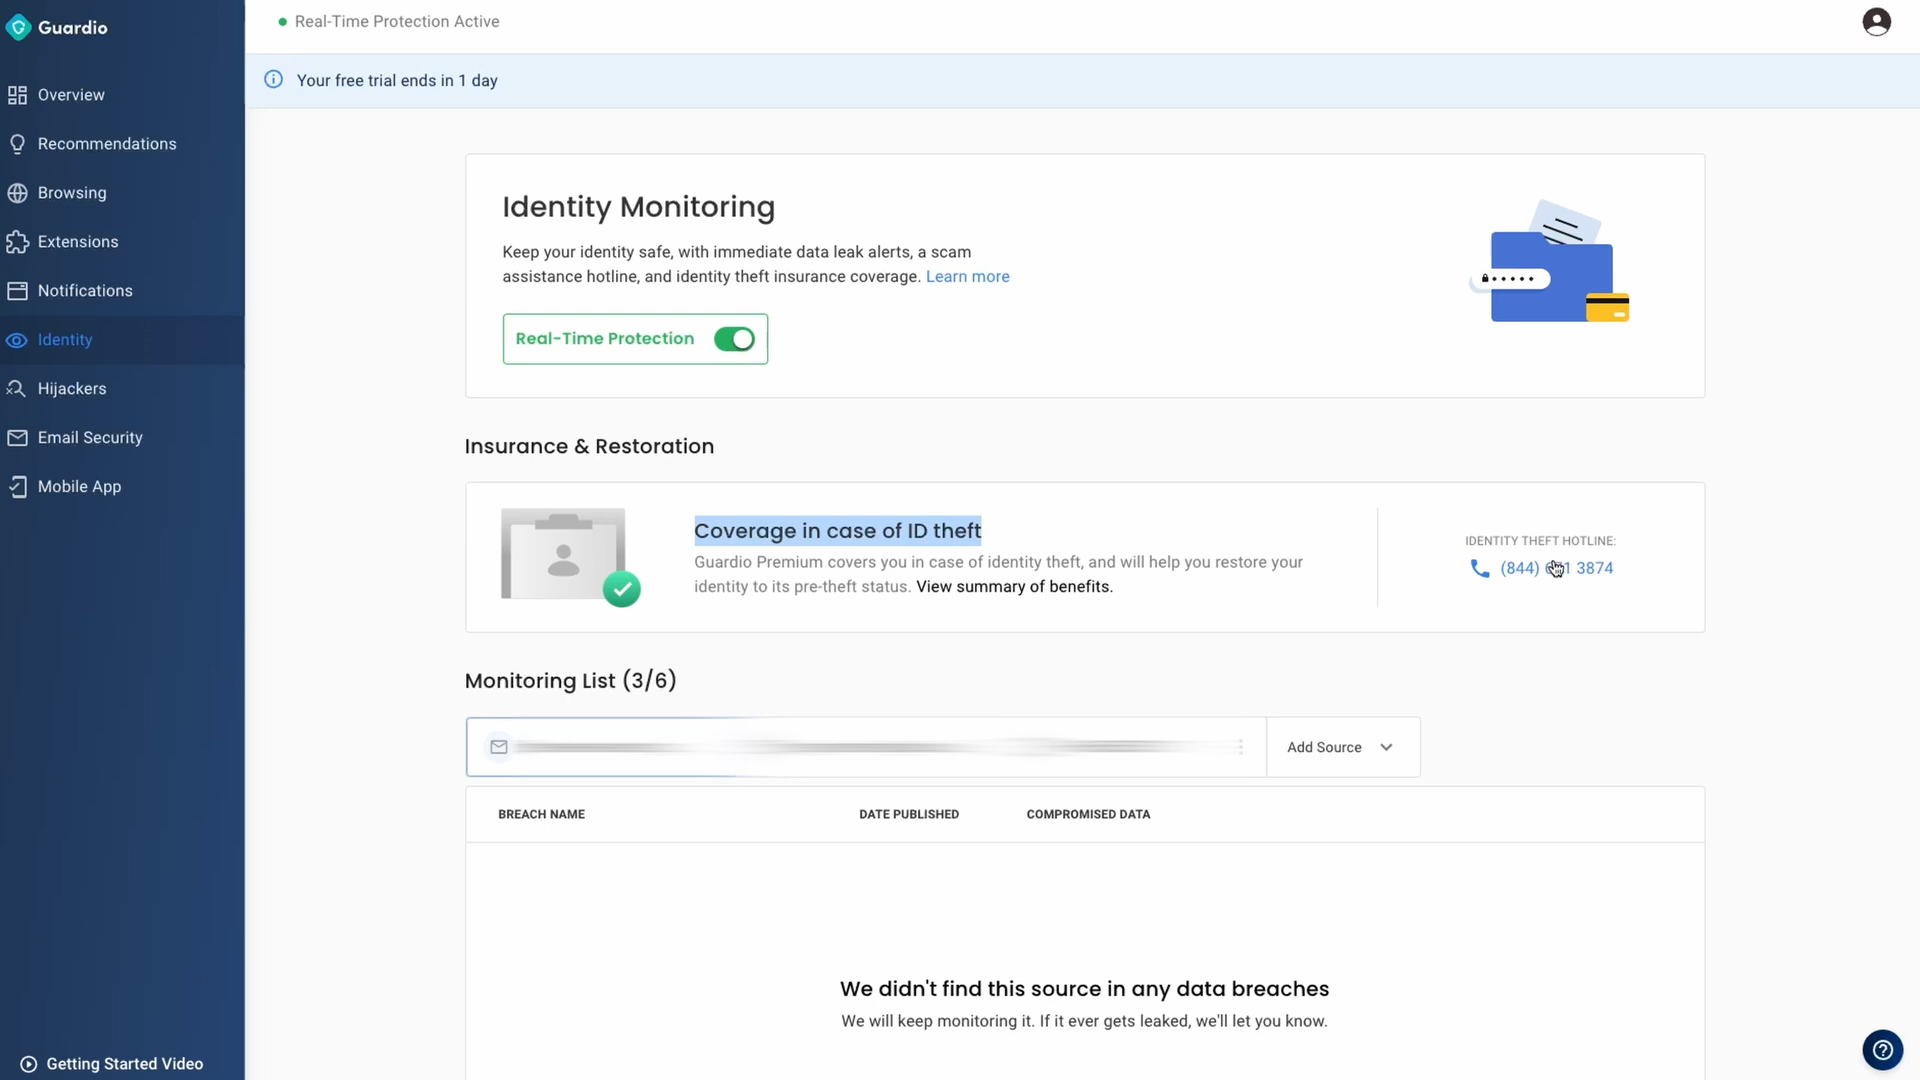 Guardio
Real-Time Protection Active
Your free trial ends in 1 day
Overview
Recommendations
Browsing
Extensions
Notifications
Identity
Hijackers
Email Security
Mobile App
Getting Started Video
Identity Monitoring
Keep your identity safe, with immediate data leak alerts, a scam
assistance hotline, and identity theft insurance coverage. Learn more
Real-Time Protection
Insurance & Restoration
Coverage in case of ID theft
Guardio Premium covers you in case of identity theft, and will help you restore your
identity to its pre-theft status. View summary of benefits.
IDENTITY THEFT HOTLINE:
(844) 3874
Monitoring List (3/6)
Add Source
BREACH NAME DATE PUBLISHED COMPROMISED DATA
We didn't find this source in any data breaches
We will keep monitoring it. If it ever gets leaked, we'll let you know.